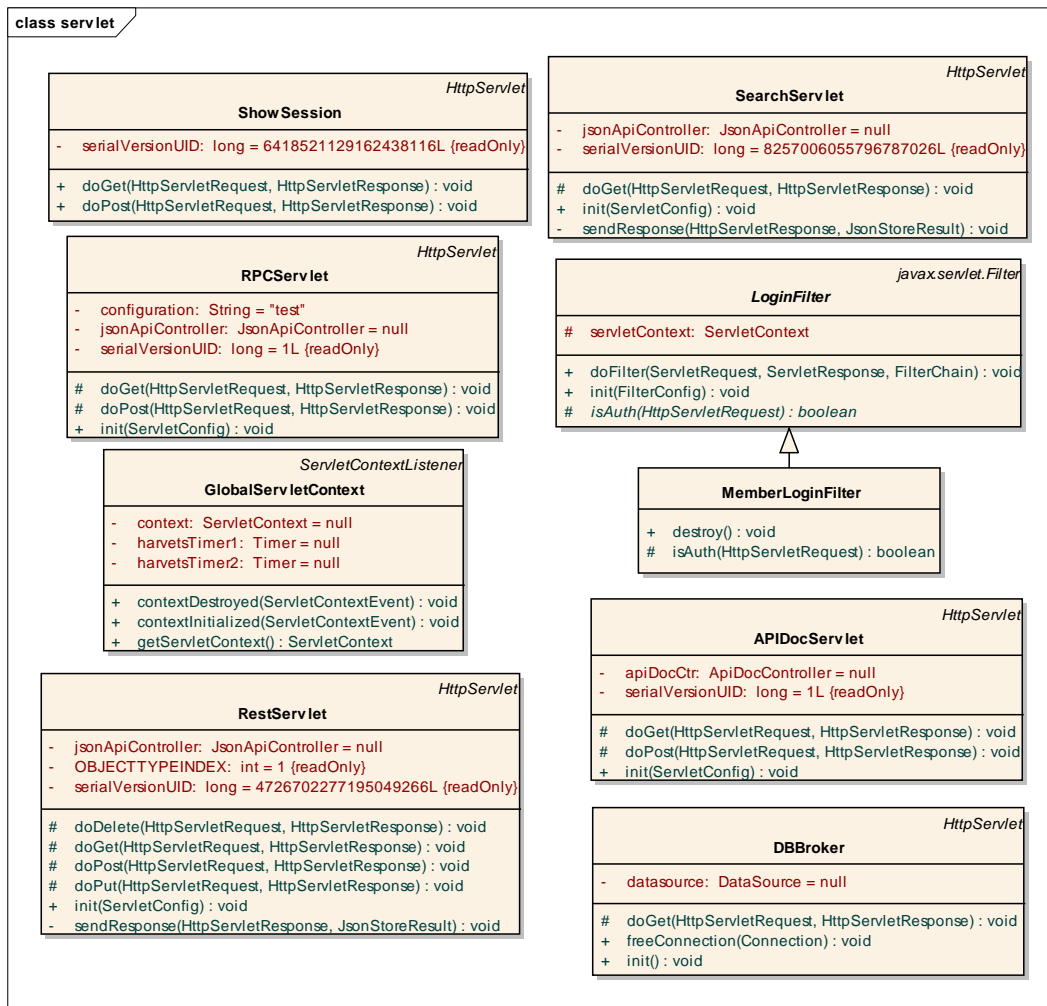 class servlet
HttpServlet
ShowSession
- serialVersionUID: long = 6418521129162438116L {readOnly}
+ doGet(HttpServletRequest, HttpServletResponse) : void
+ doPost(HttpServletRequest, HttpServletResponse) : void
HttpServlet
SearchServlet
- jsonApiController: JsonApiController = null
- serialVersionUID: long = 8257006055796787026L {readOnly}
# doGet(HttpServletRequest, HttpServletResponse) : void
+ init(ServletConfig) : void
- sendResponse(HttpServletResponse, JsonStoreResult) : void
HttpServlet
RPCServlet
- configuration: String = "test"
- jsonApiController: JsonApiController = null
- serialVersionUID: long = 1L {readOnly}
# doGet(HttpServletRequest, HttpServletResponse) : void
# doPost(HttpServletRequest, HttpServletResponse) : void
+ init(ServletConfig) : void
javax.servlet.Filter
LoginFilter
# servletContext: ServletContext
+ doFilter(ServletRequest, ServletResponse, FilterChain) : void
+ init(FilterConfig) : void
# isAuth(HttpServletRequest) : boolean
ServletContextListener
GlobalServletContext
- context: ServletContext = null
- harvetsTimer1: Timer = null
- harvetsTimer2: Timer = null
+ contextDestroyed(ServletContextEvent) : void
+ contextInitialized(ServletContextEvent) : void
+ getServletContext() : ServletContext
MemberLoginFilter
+ destroy() : void
# isAuth(HttpServletRequest) : boolean
HttpServlet
APIDocServlet
- apiDocCtr: ApiDocController = null
- serialVersionUID: long = 1L {readOnly}
# doGet(HttpServletRequest, HttpServletResponse) : void
# doPost(HttpServletRequest, HttpServletResponse) : void
+ init(ServletConfig) : void
HttpServlet
RestServlet
- jsonApiController: JsonApiController = null
- OBJECTTYPEINDEX: int = 1 {readOnly}
- serialVersionUID: long = 4726702277195049266L {readOnly}
# doDelete(HttpServletRequest, HttpServletResponse) : void
# doGet(HttpServletRequest, HttpServletResponse) : void
# doPost(HttpServletRequest, HttpServletResponse) : void
# doPut(HttpServletRequest, HttpServletResponse) : void
+ init(ServletConfig) : void
- sendResponse(HttpServletResponse, JsonStoreResult) : void
HttpServlet
DBBroker
- datasource: DataSource = null
# doGet(HttpServletRequest, HttpServletResponse) : void
+ freeConnection(Connection) : void
+ init() : void